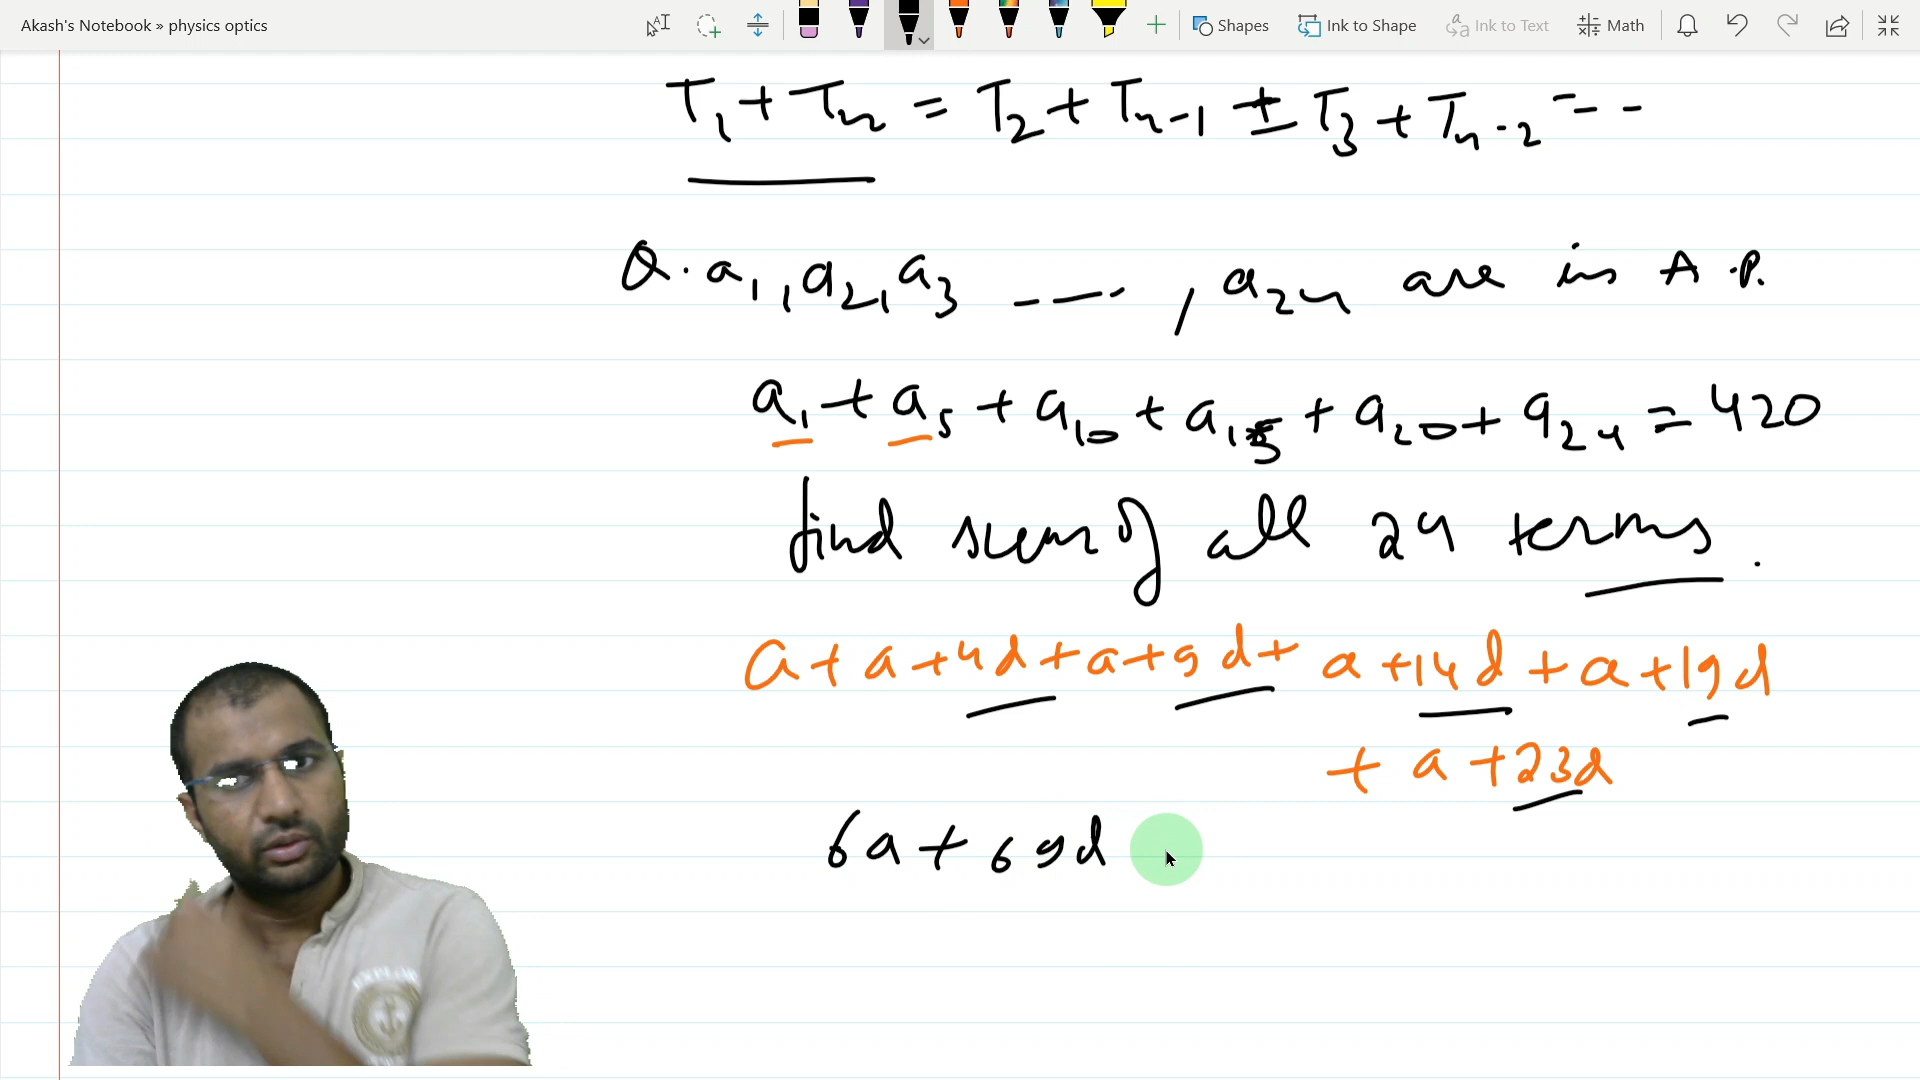 Akash's Notebook » physics optics
Shapes Ink to Shape Ink to Text Math
T₁ + Tₙ = T₂ + Tₙ₋₁ ± T₃ + Tₙ₋₂ = - -
Q. a₁, a₂, a₃ ----, a₂₄ are in A.P.
a₁ + a₅ + a₁₀ + a₁₅ + a₂₀ + a₂₄ = 420
find sum of all 24 terms.
a + a + 4d + a + 9d + a + 14d + a + 19d
+ a + 23d
6a + 69d